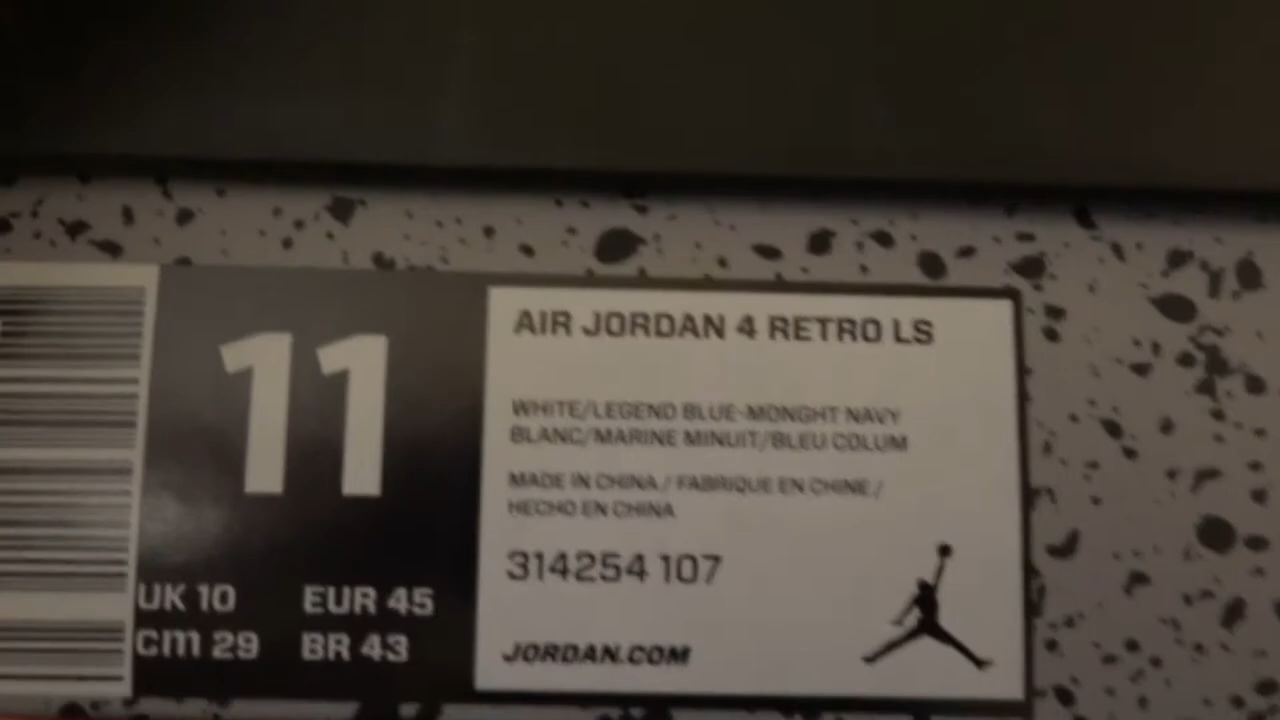 11
UK 10 EUR 45
cm 29 BR 43
AIR JORDAN 4 RETRO LS
WHITE/LEGEND BLUE-MDNGHT NAVY
BLANC/MARINE MINUIT/BLEU COLUM
MADE IN CHINA / FABRIQUE EN CHINE /
HECHO EN CHINA
314254 107
JORDAN.COM